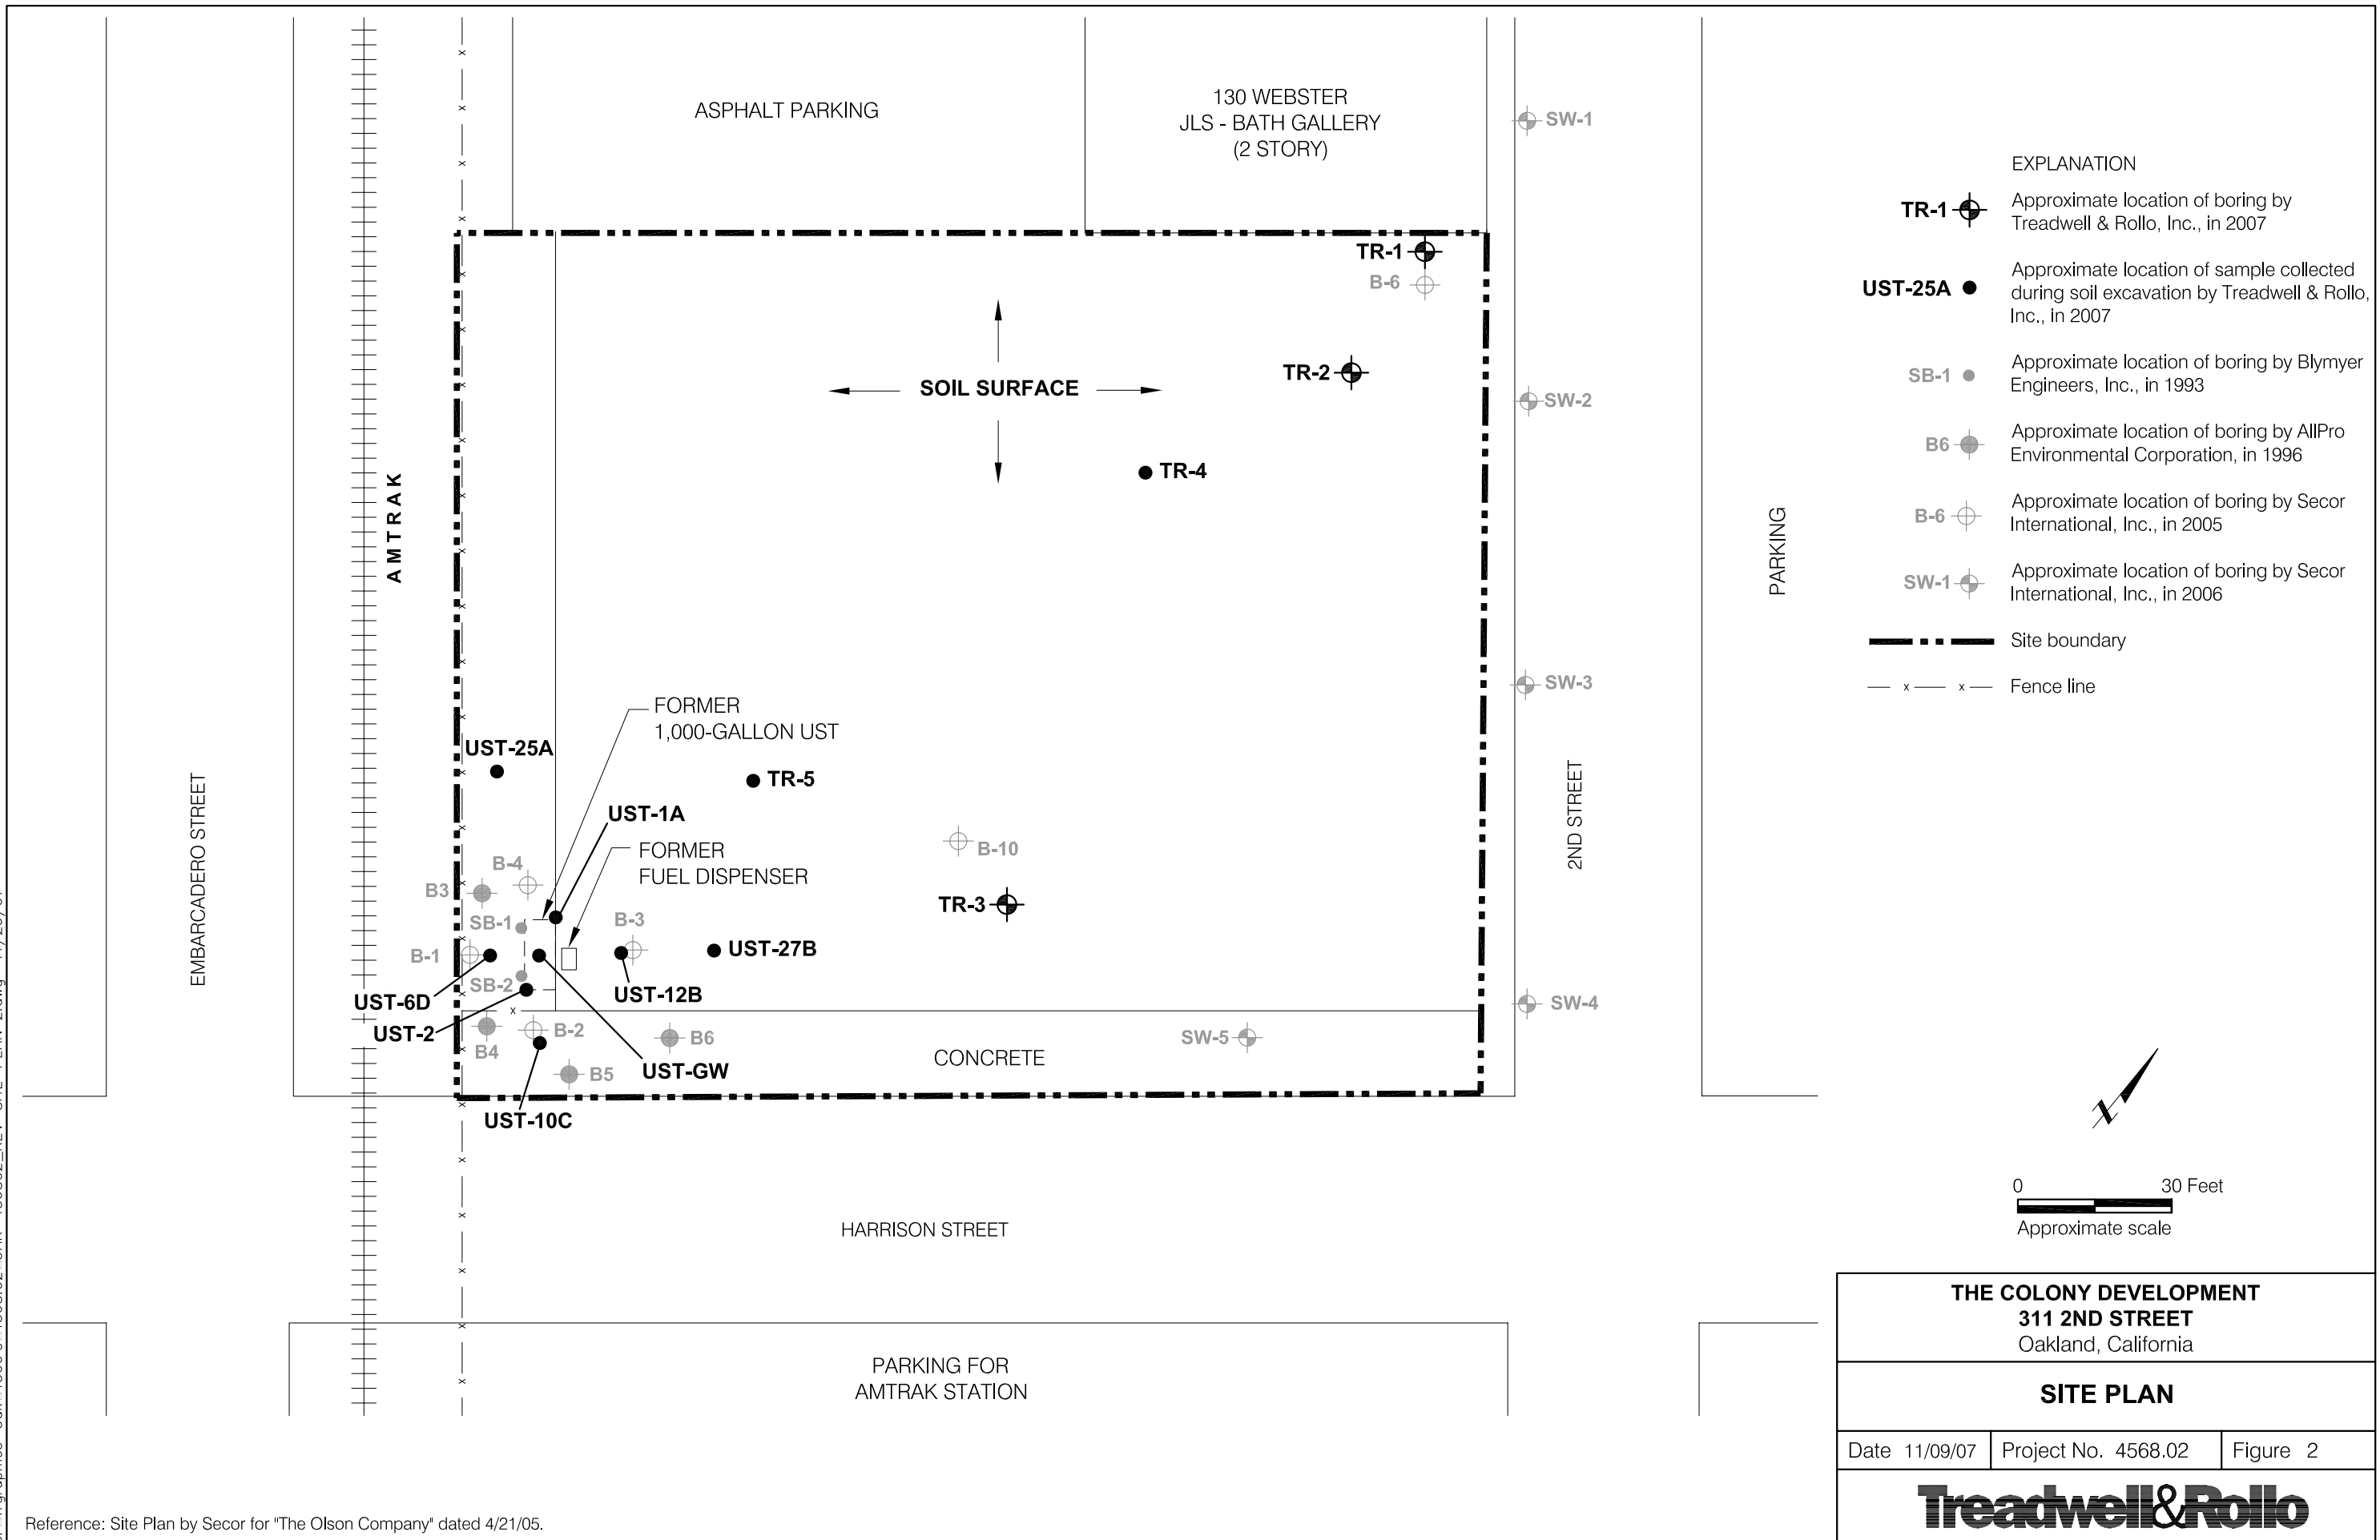 ASPHALT PARKING
130 WEBSTER
JLS - BATH GALLERY
(2 STORY)
SW-1
TR-1
B-6
TR-2
SOIL SURFACE
SW-2
TR-4
AMTRAK
PARKING
SW-3
FORMER
1,000-GALLON UST
UST-25A
TR-5
UST-1A
FORMER
FUEL DISPENSER
B-10
2ND STREET
EMBARCADERO STREET
B-4
B3
SB-1
B-3
TR-3
B-1
UST-27B
SB-2
UST-6D
UST-12B
SW-4
UST-2
B4
B-2
B6
SW-5
CONCRETE
B5
UST-GW
UST-10C
HARRISON STREET
PARKING FOR
AMTRAK STATION
EXPLANATION
TR-1
Approximate location of boring by
Treadwell & Rollo, Inc., in 2007
UST-25A
Approximate location of sample collected
during soil excavation by Treadwell & Rollo,
Inc., in 2007
SB-1
Approximate location of boring by Blymyer
Engineers, Inc., in 1993
B6
Approximate location of boring by AllPro
Environmental Corporation, in 1996
B-6
Approximate location of boring by Secor
International, Inc., in 2005
SW-1
Approximate location of boring by Secor
International, Inc., in 2006
Site boundary
Fence line
N
0 30 Feet
Approximate scale
THE COLONY DEVELOPMENT
311 2ND STREET
Oakland, California
SITE PLAN
Date 11/09/07
Project No. 4568.02
Figure 2
Treadwell&Rollo
Reference: Site Plan by Secor for "The Olson Company" dated 4/21/05.